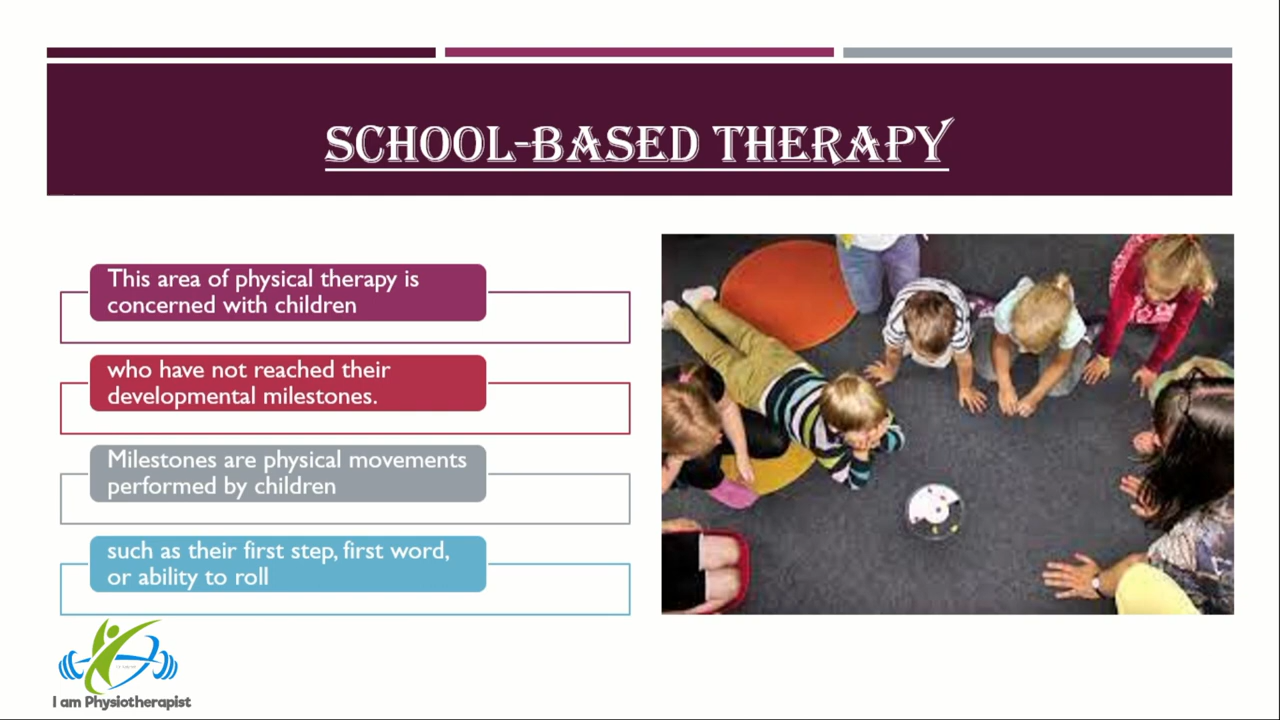 SCHOOL-BASED THERAPY
This area of physical therapy is
concerned with children
who have not reached their
developmental milestones.
Milestones are physical movements
performed by children
such as their first step, first word,
or ability to roll
I am Physiotherapist